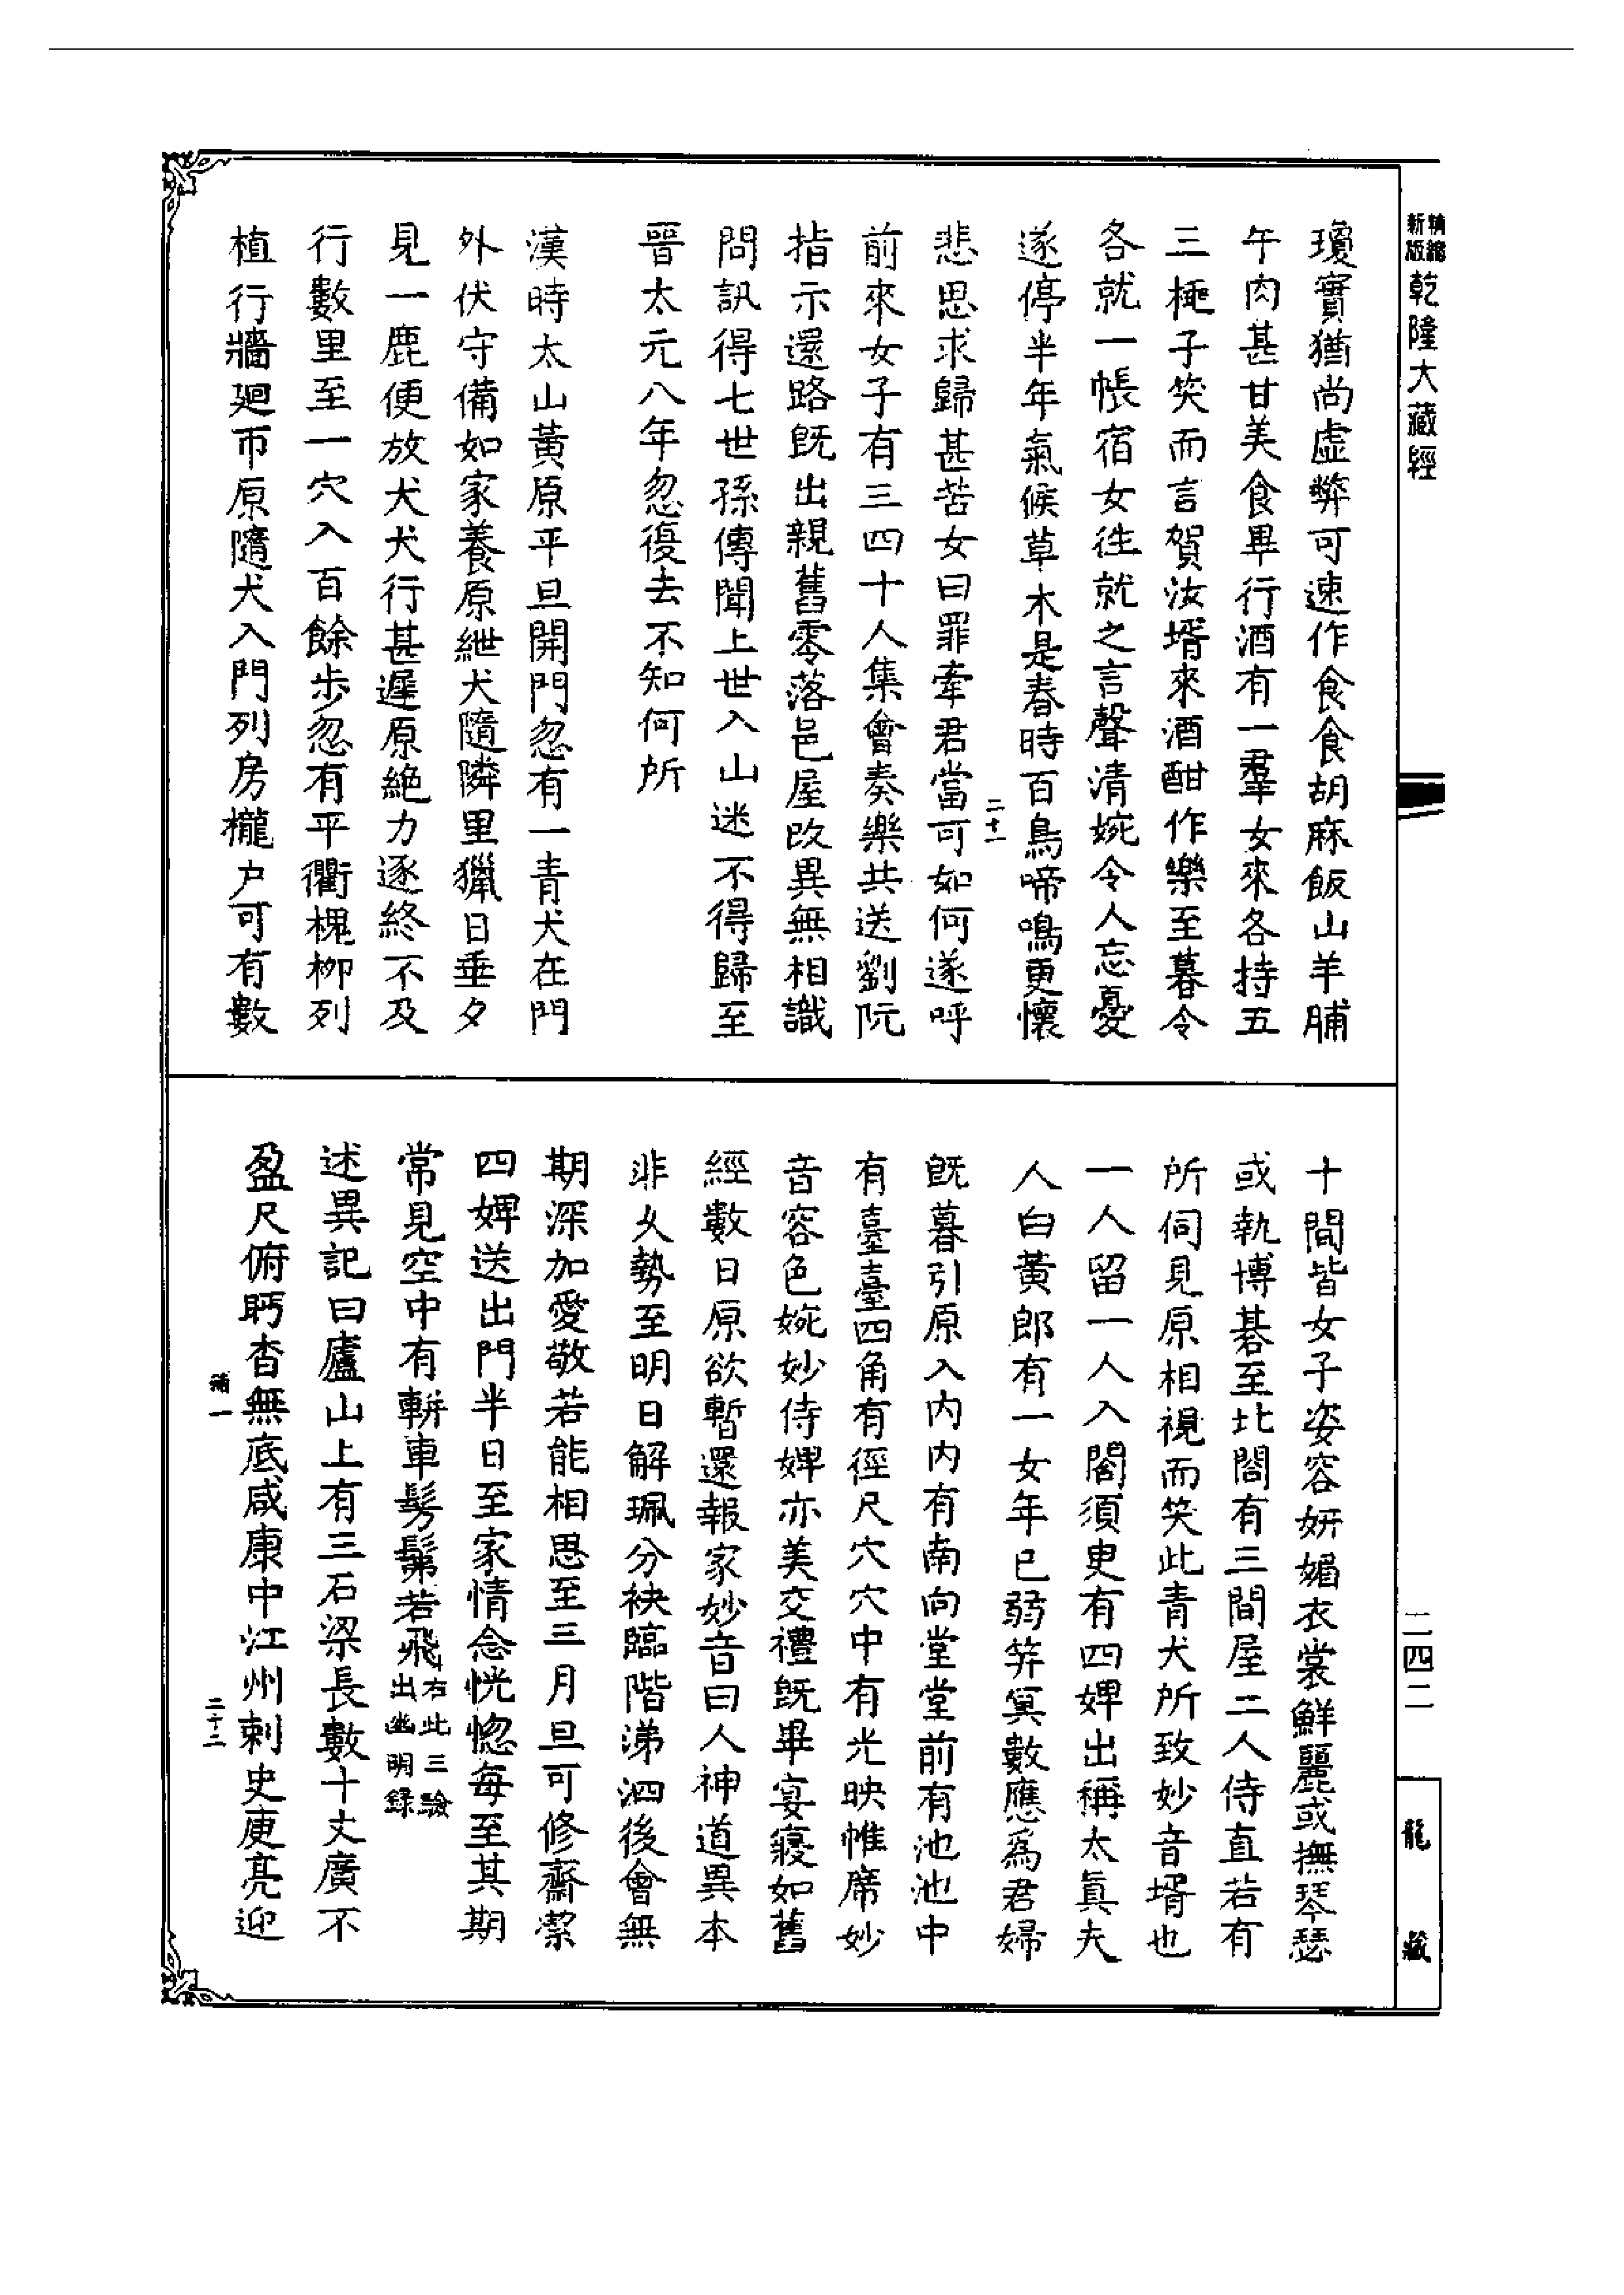 精縮
新版
乾隆大藏經
瓊實猶尚虛弊可速作食食胡麻飯山羊脯
午肉甚甘美食畢行酒有一羣女來各持五
三桃子笑而言賀汝壻來酒酣作樂至暮令
各就一帳宿女往就之言聲清婉令人忘憂
遂停半年氣候草木是春時百鳥啼鳴更懷
二十一
悲思求歸甚苦女曰罪牽君當可如何遂呼
前來女子有三四十人集會奏樂共送劉阮
指示還路既出親舊零落邑屋改異無相識
問訊得七世孫傳聞上世入山迷不得歸至
晉太元八年忽復去不知何所
漢時太山黃原平旦開門忽有一青犬在門
外伏守備如家養原紲犬隨隣里獵日垂夕
見一鹿便放犬犬行甚遲原絶力逐終不及
行數里至一穴入百餘步忽有平衢槐柳列
植行牆廻帀原隨犬入門列房櫳户可有數
十間皆女子姿容妍媚衣裳鮮麗或撫琴瑟
或執博碁至北閤有三間屋二人侍直若有
所伺見原相視而笑此青犬所致妙音壻也
一人留一人入閤須臾有四婢出稱太眞夫
人白黃郎有一女年已弱笄冥數應爲君婦
既暮引原入内内有南向堂堂前有池池中
有臺臺四角有徑尺穴穴中有光映帷席妙
音容色婉妙侍婢亦美交禮既畢宴寢如舊
經數日原欲暫還報家妙音曰人神道異本
非久勢至明日解珮分袂臨階涕泗後會無
期深加愛敬若能相思至三月旦可修齋潔
四婢送出門半日至家情念恍惚每至其期
常見空中有軿車髣髴若飛右此三驗出幽明録
述異記曰廬山上有三石梁長數十丈廣不
盈尺俯眄杳無底咸康中江州刺史庾亮迎
補一
二十二
二四二
龍藏